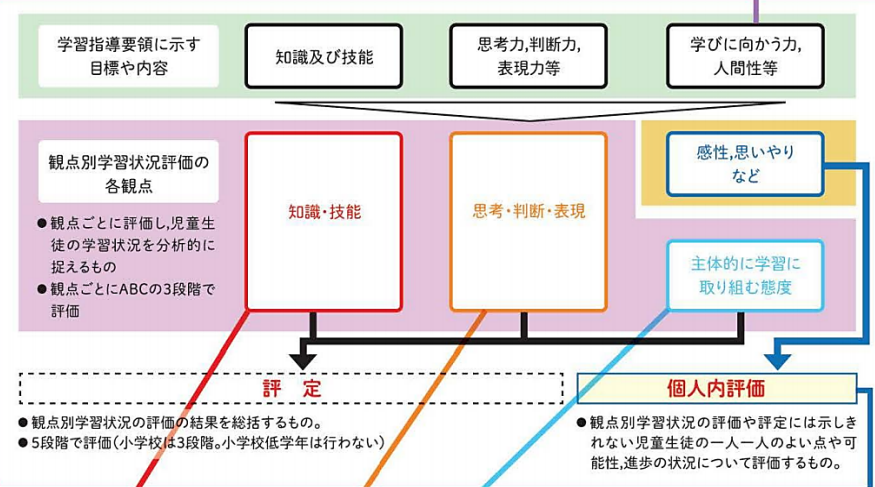 学習指導要領に示す
目標や内容
知識及び技能
思考力,判断力,
表現力等
学びに向かう力,
人間性等
観点別学習状況評価の
各観点
●観点ごとに評価し,児童生
徒の学習状況を分析的に
捉えるもの
●観点ごとにABCの3段階で
評価
知識・技能
思考・判断・表現
感性,思いやり
など
主体的に学習に
取り組む態度
評 定
●観点別学習状況の評価の結果を総括するもの。
●5段階で評価(小学校は3段階。小学校低学年は行わない)
個人内評価
●観点別学習状況の評価や評定には示しき
れない児童生徒の一人一人のよい点や可
能性,進歩の状況について評価するもの。